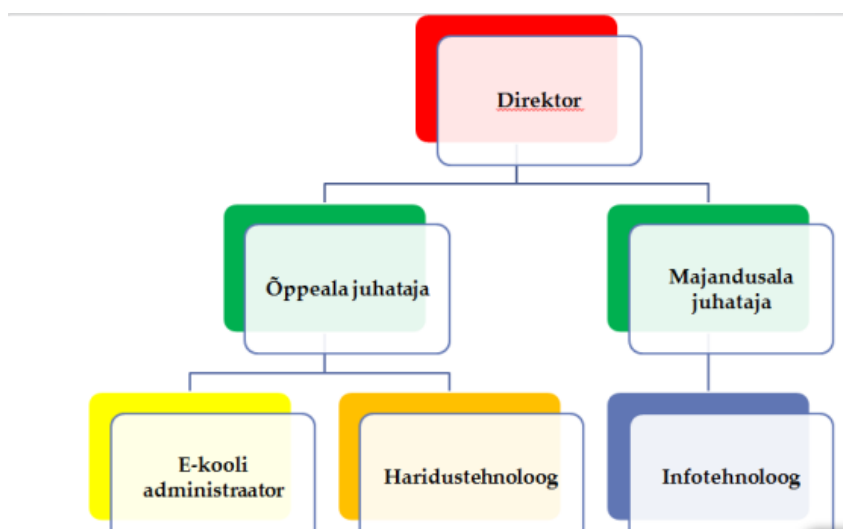 Direktor
Õppeala juhataja
Majandusala
juhataja
E-kooli
administraator
Haridustehnoloog
Infotehnoloog